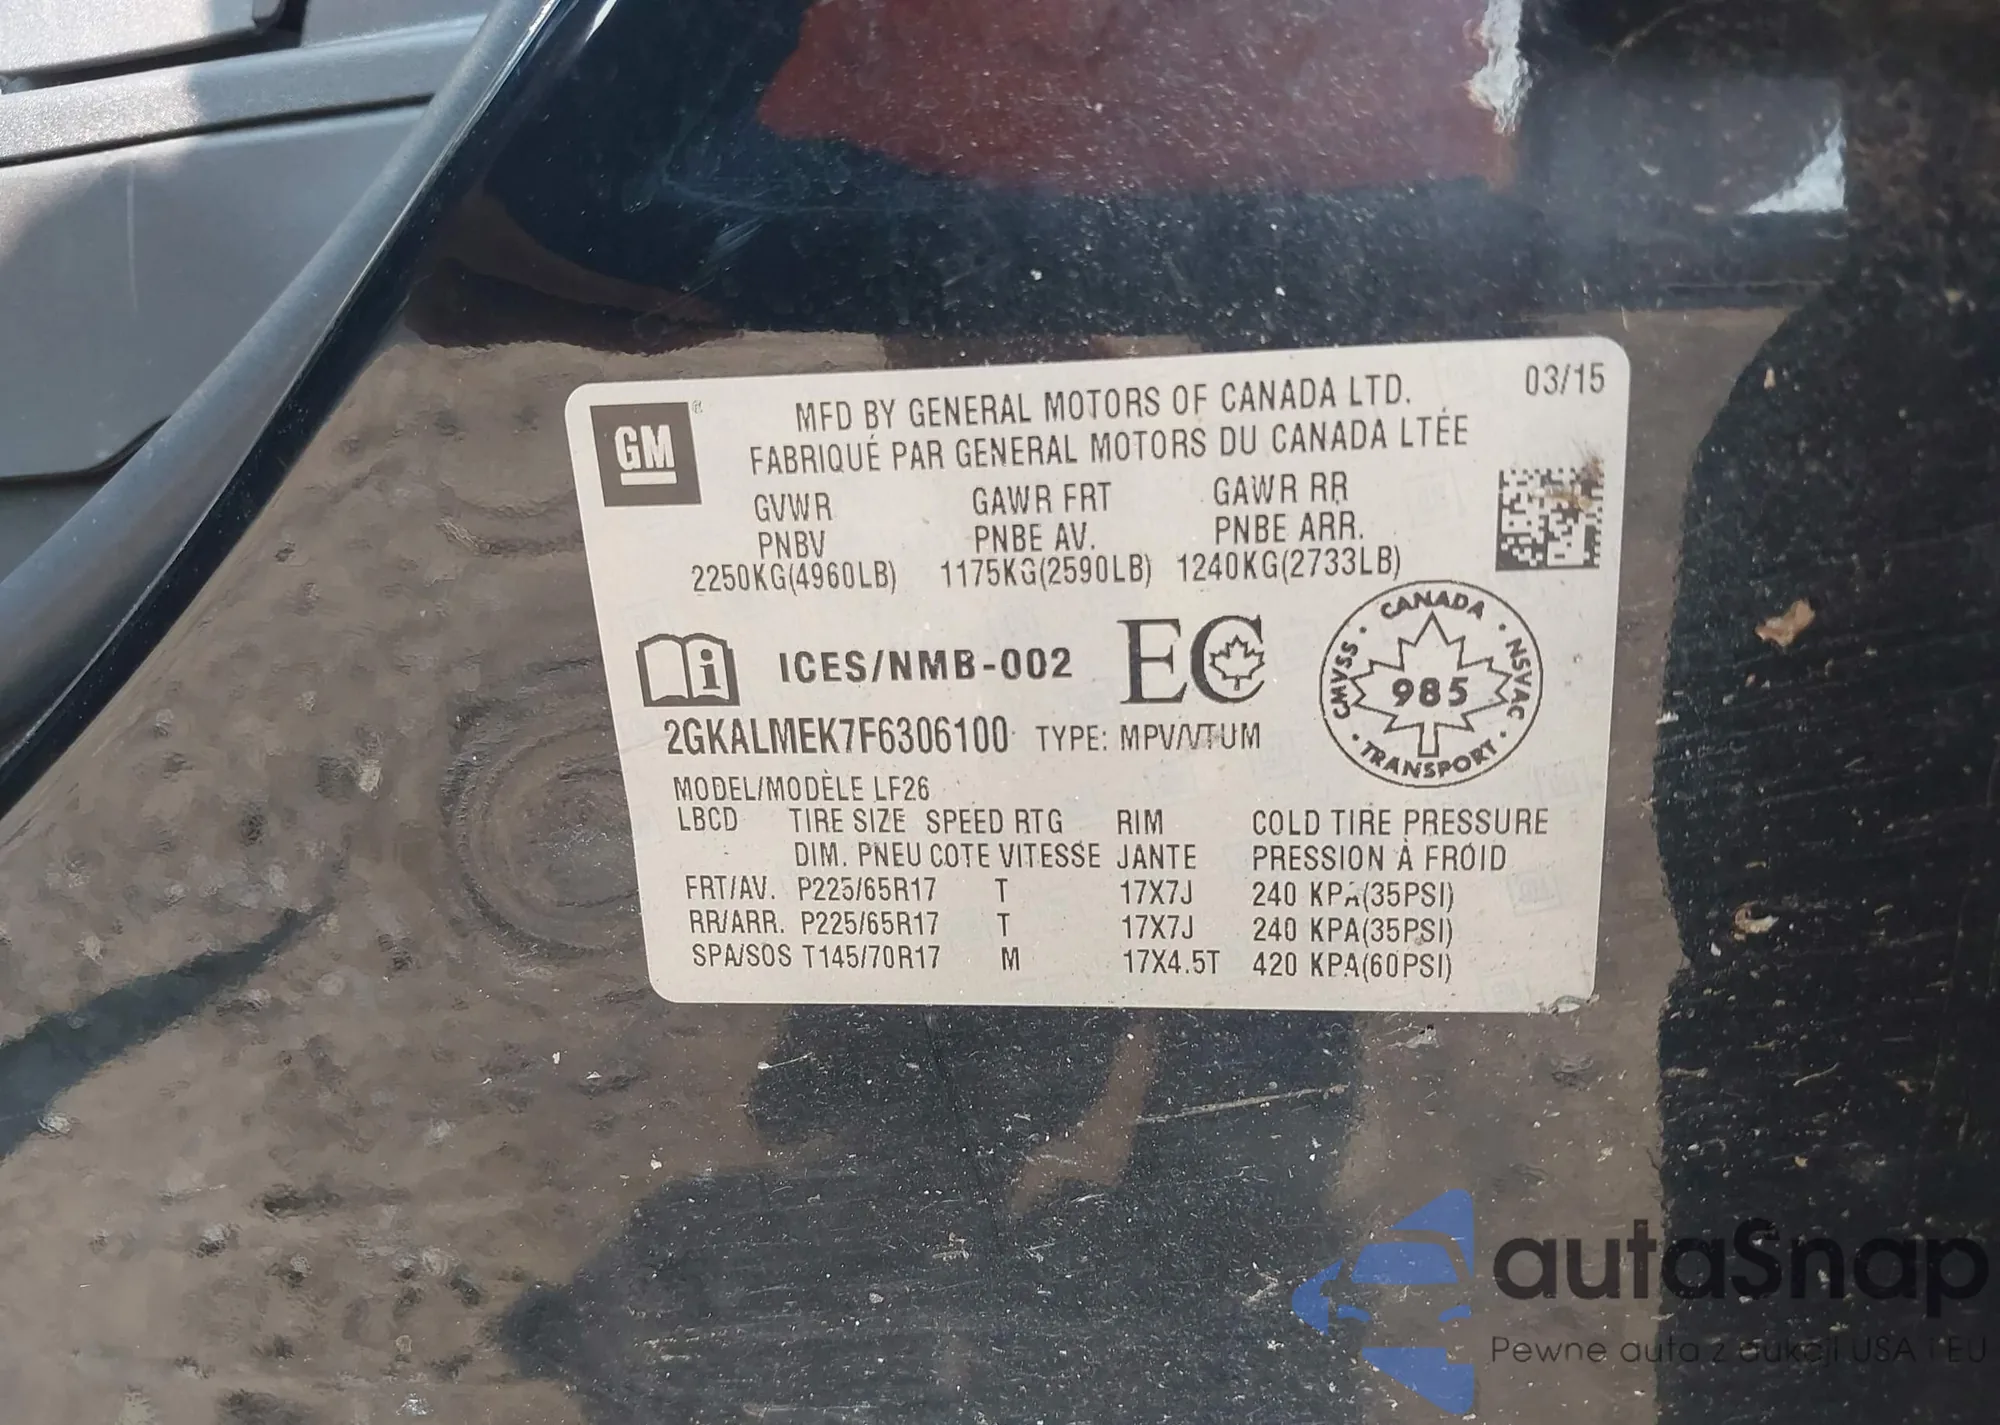 GM ®
MFD BY GENERAL MOTORS OF CANADA LTD. 03/15
FABRIQUÉ PAR GENERAL MOTORS DU CANADA LTÉE
GVWR GAWR FRT GAWR RR
PNBV PNBE AV. PNBE ARR.
2250KG(4960LB) 1175KG(2590LB) 1240KG(2733LB)
i ICES/NMB-002 EC
CANADA · NSVAC · TRANSPORT · CMVSS ·
985
2GKALMEK7F6306100 TYPE: MPV/VTUM
MODEL/MODÈLE LF26
LBCD TIRE SIZE SPEED RTG RIM COLD TIRE PRESSURE
DIM. PNEU COTE VITESSE JANTE PRESSION À FROID
FRT/AV. P225/65R17 T 17X7J 240 KPA(35PSI)
RR/ARR. P225/65R17 T 17X7J 240 KPA(35PSI)
SPA/SOS T145/70R17 M 17X4.5T 420 KPA(60PSI)
autaSnap
Pewne auta z aukcji USA i EU